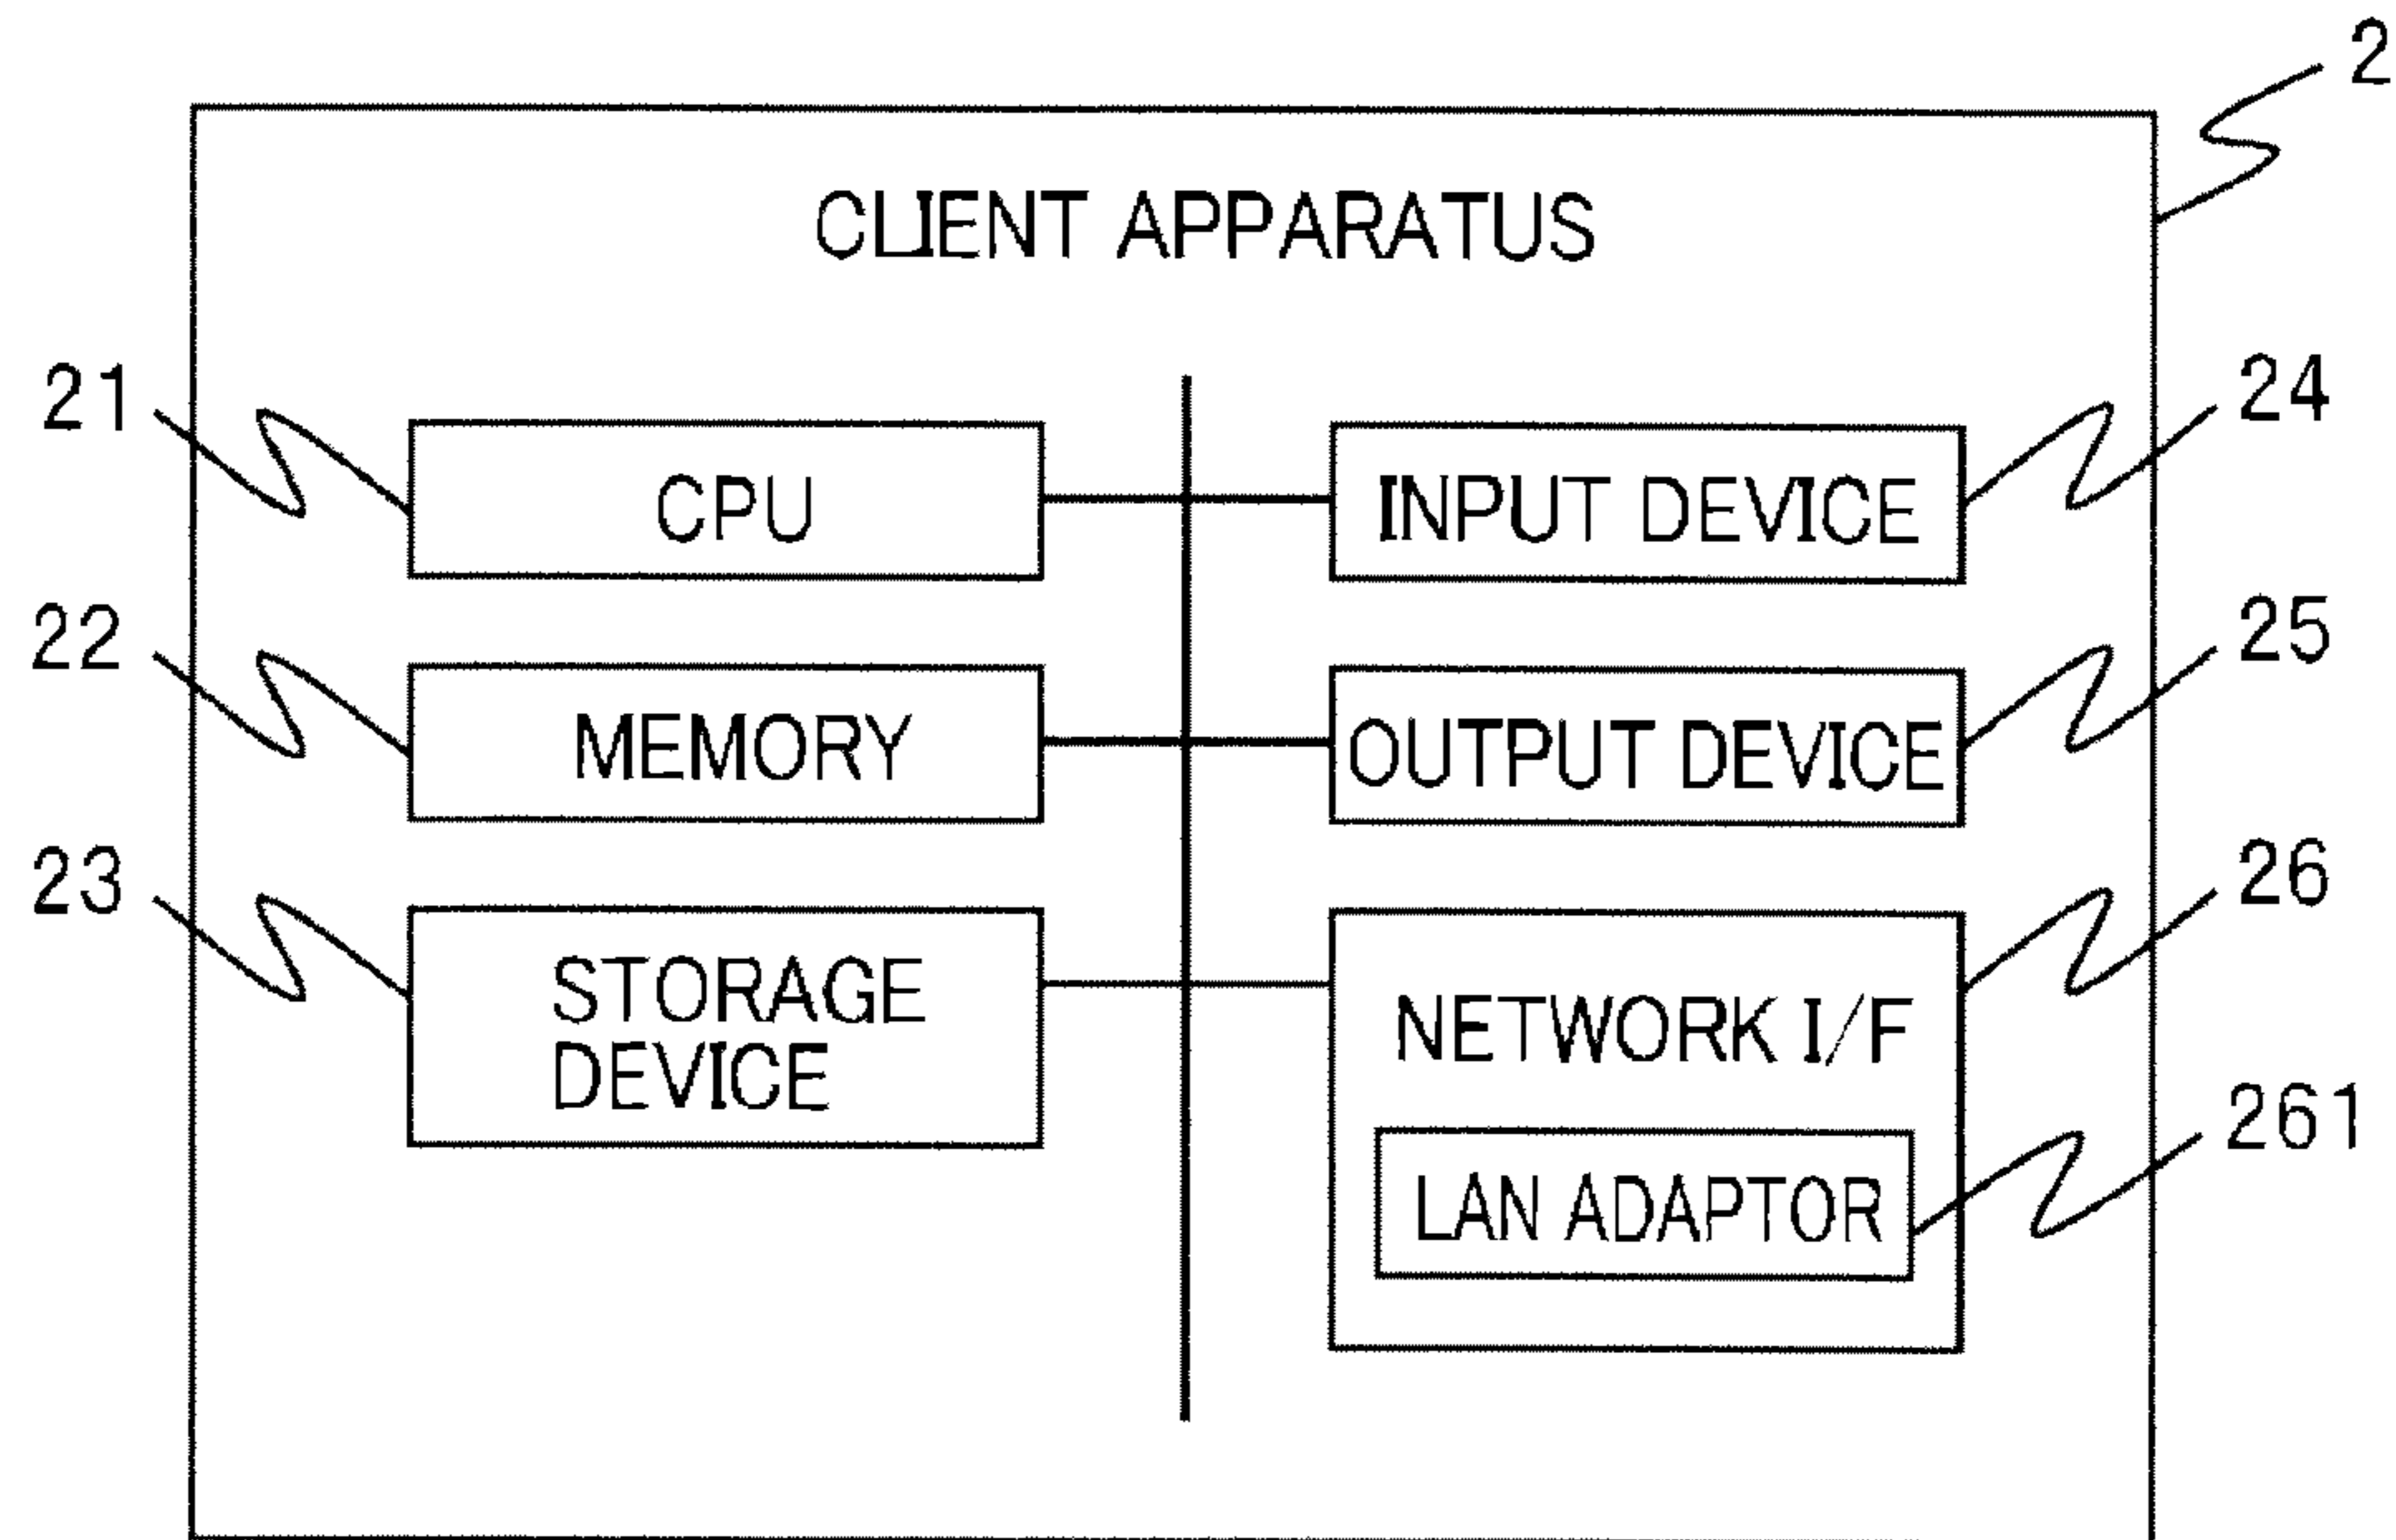 2
CLIENT APPARATUS
21
CPU
INPUT DEVICE
24
22
MEMORY
OUTPUT DEVICE
25
23
STORAGE
DEVICE
NETWORK I/F
26
LAN ADAPTOR
261